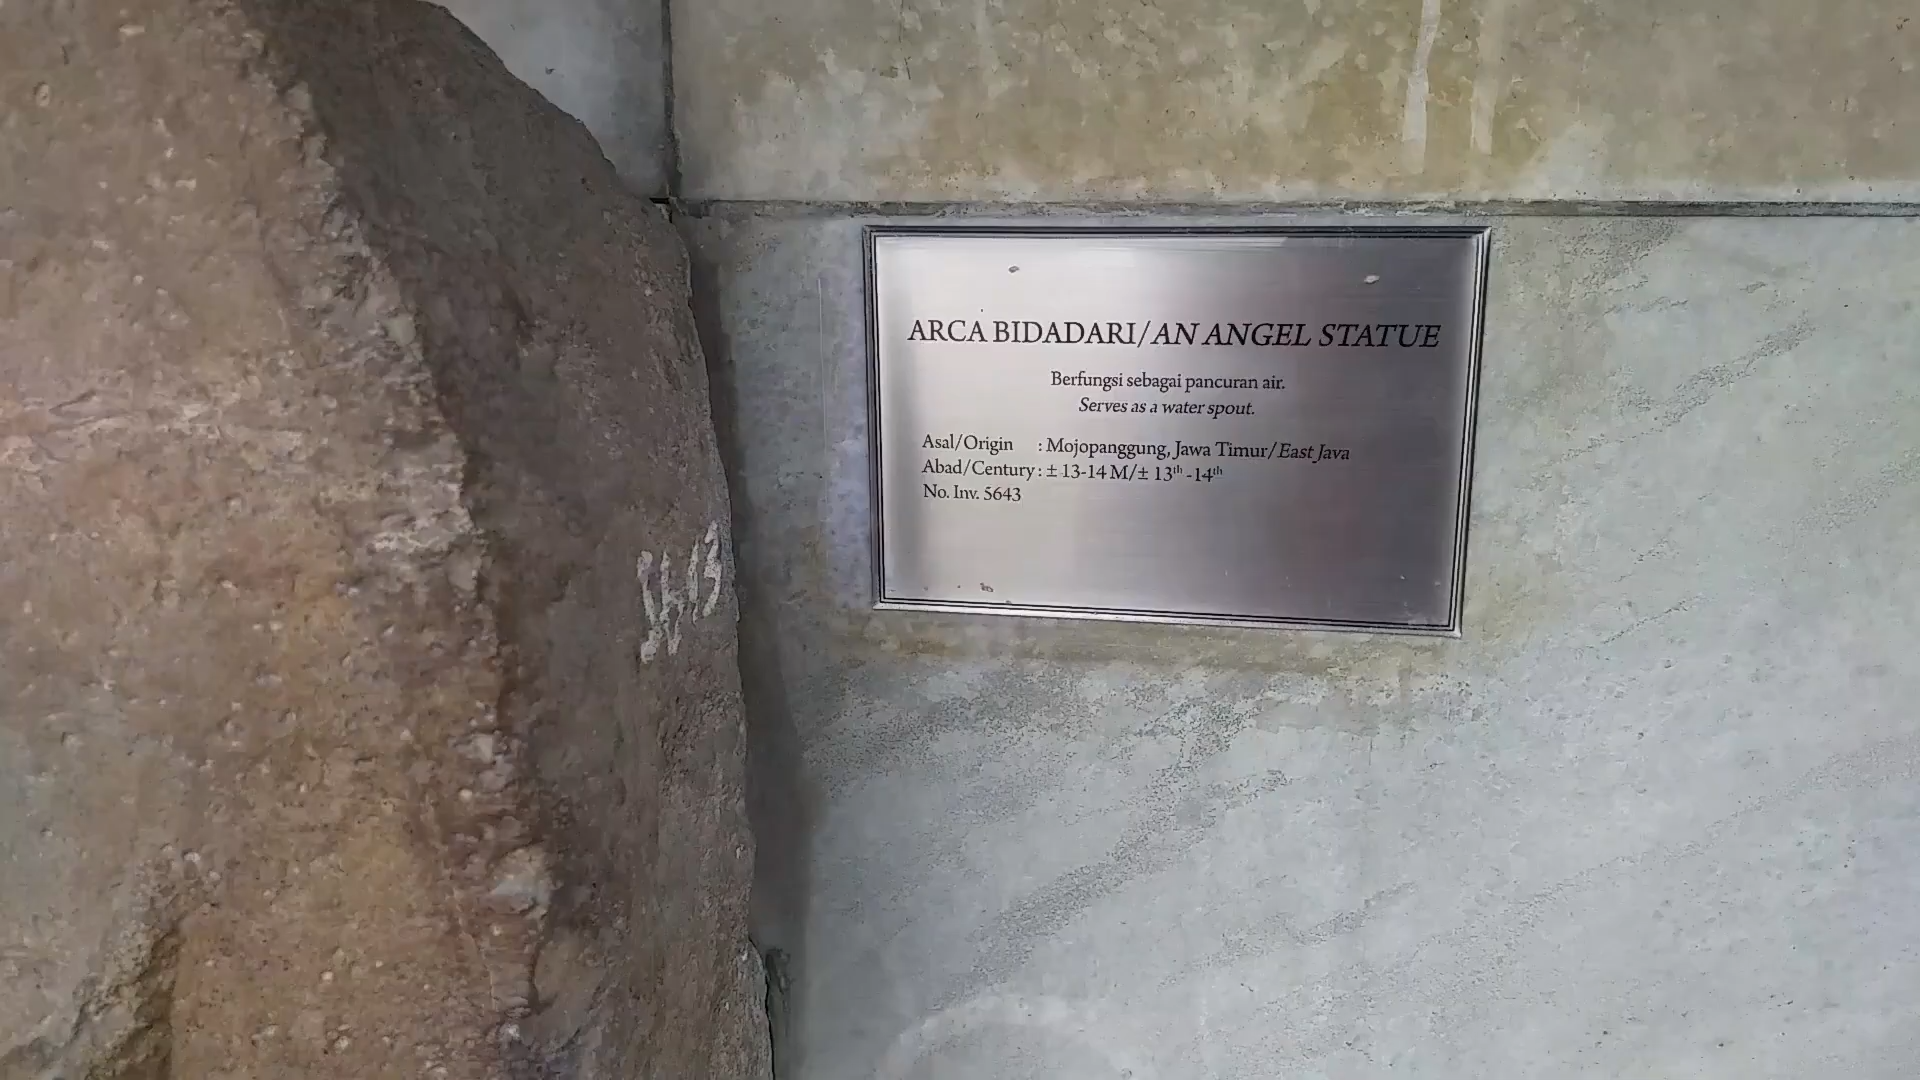 ARCA BIDADARI/AN ANGEL STATUE
Berfungsi sebagai pancuran air.
Serves as a water spout.
Asal/Origin : Mojopanggung, Jawa Timur/East Java
Abad/Century : ± 13-14 M/± 13th -14th
No. Inv. 5643